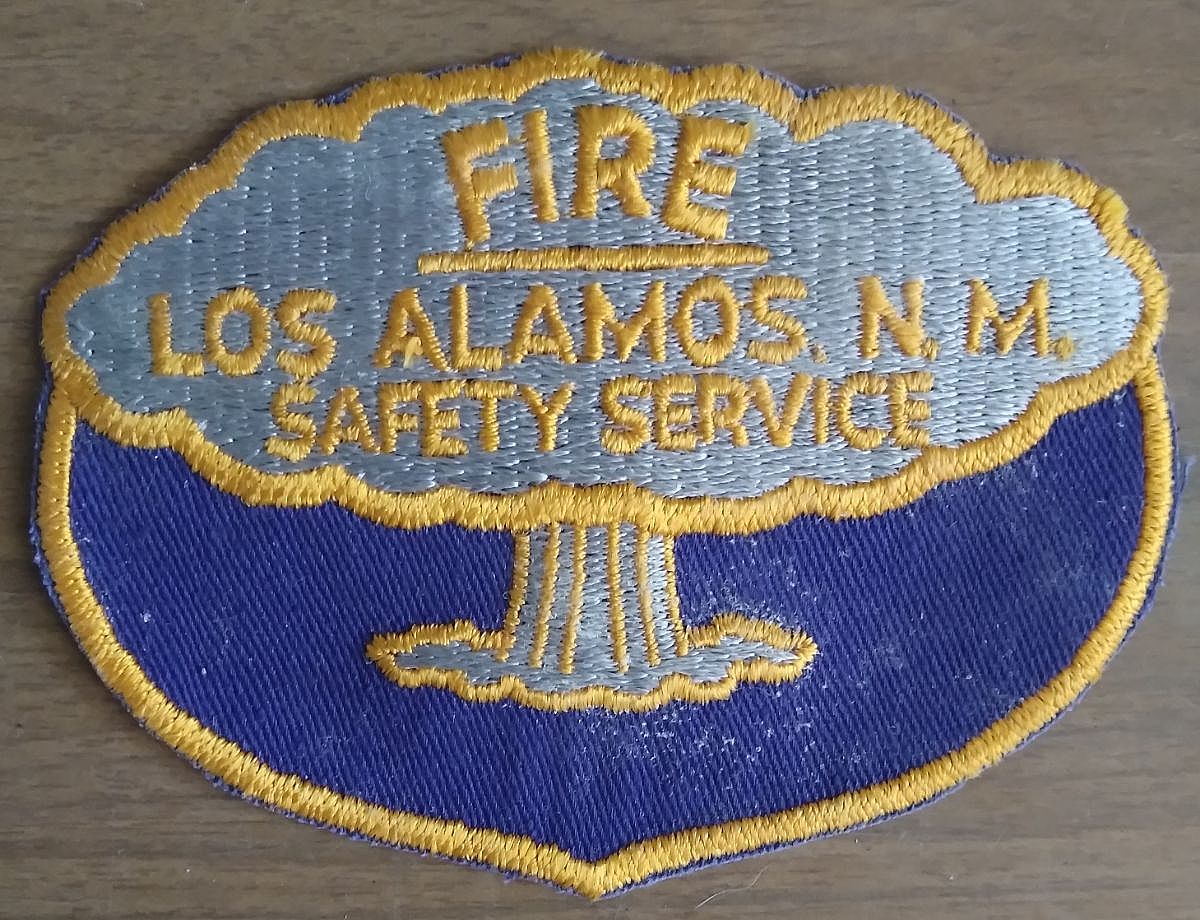 FIRE
LOS ALAMOS, N.M.
SAFETY SERVICE